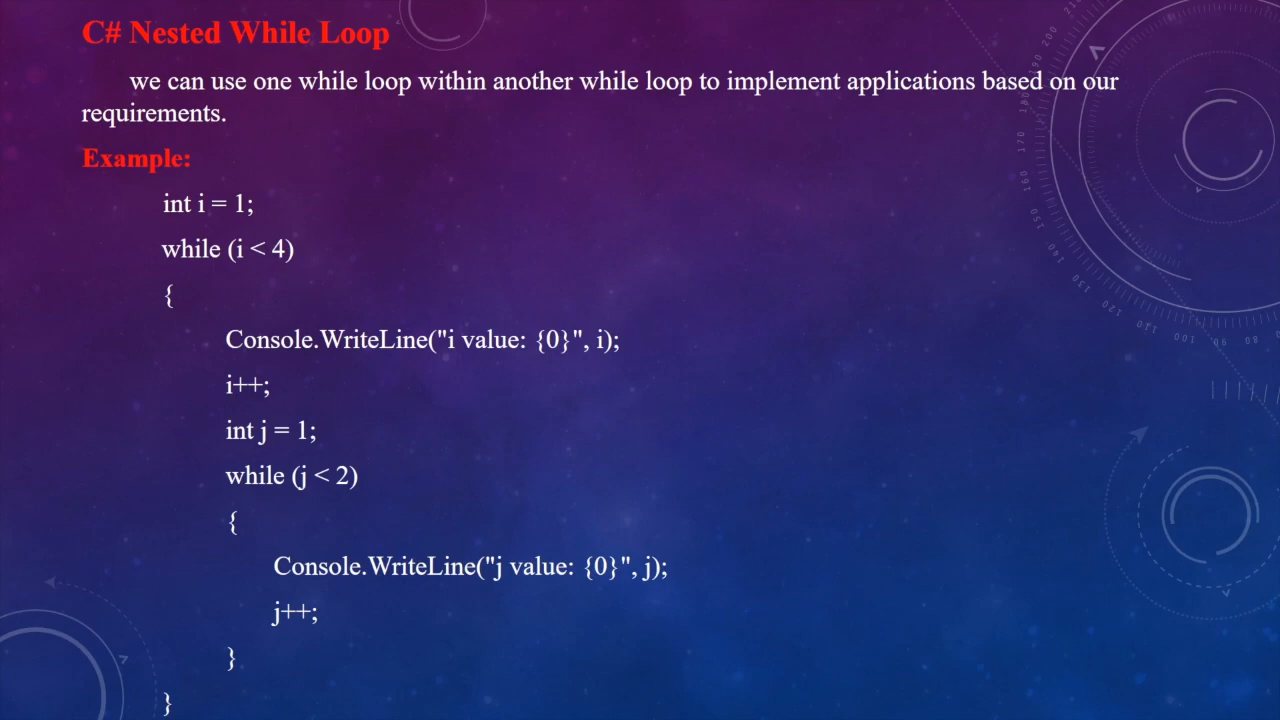 C# Nested While Loop
we can use one while loop within another while loop to implement applications based on our
requirements.
Example:
int i = 1;
while (i < 4)
{
Console.WriteLine("i value: {0}", i);
i++;
int j = 1;
while (j < 2)
{
Console.WriteLine("j value: {0}", j);
j++;
}
}